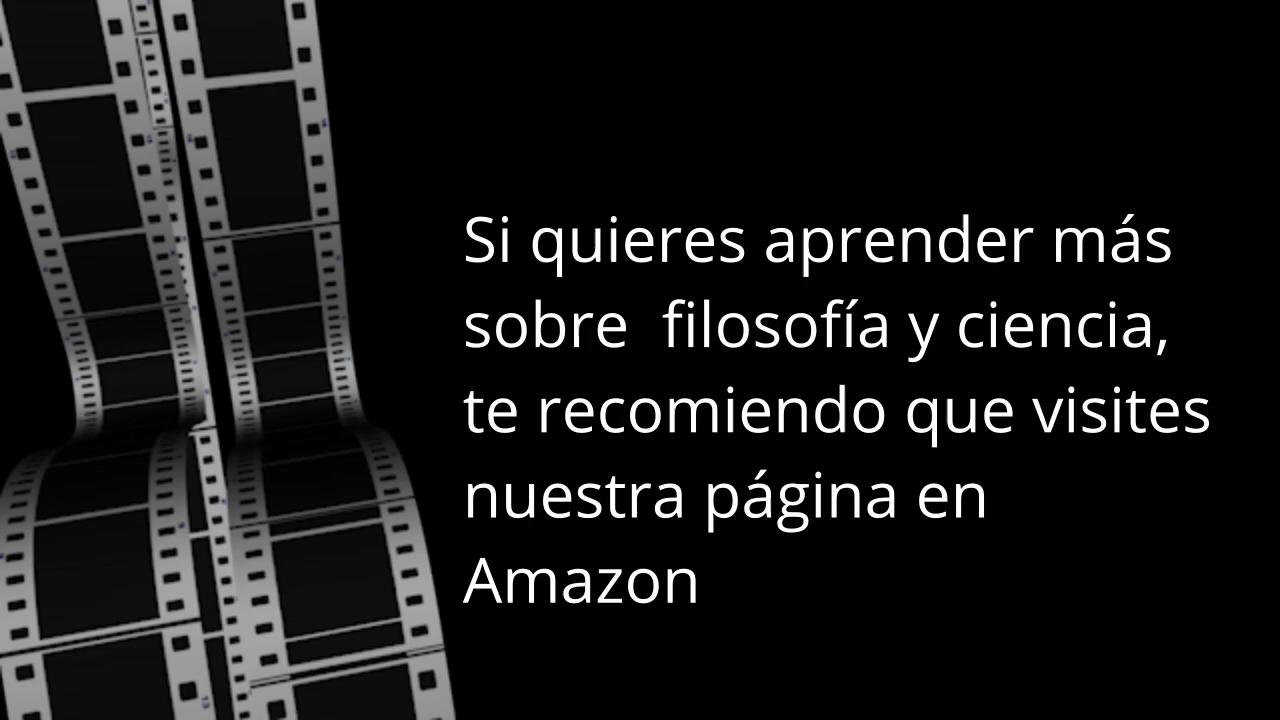 Si quieres aprender más
sobre  filosofía y ciencia,
te recomiendo que visites
nuestra página en
Amazon